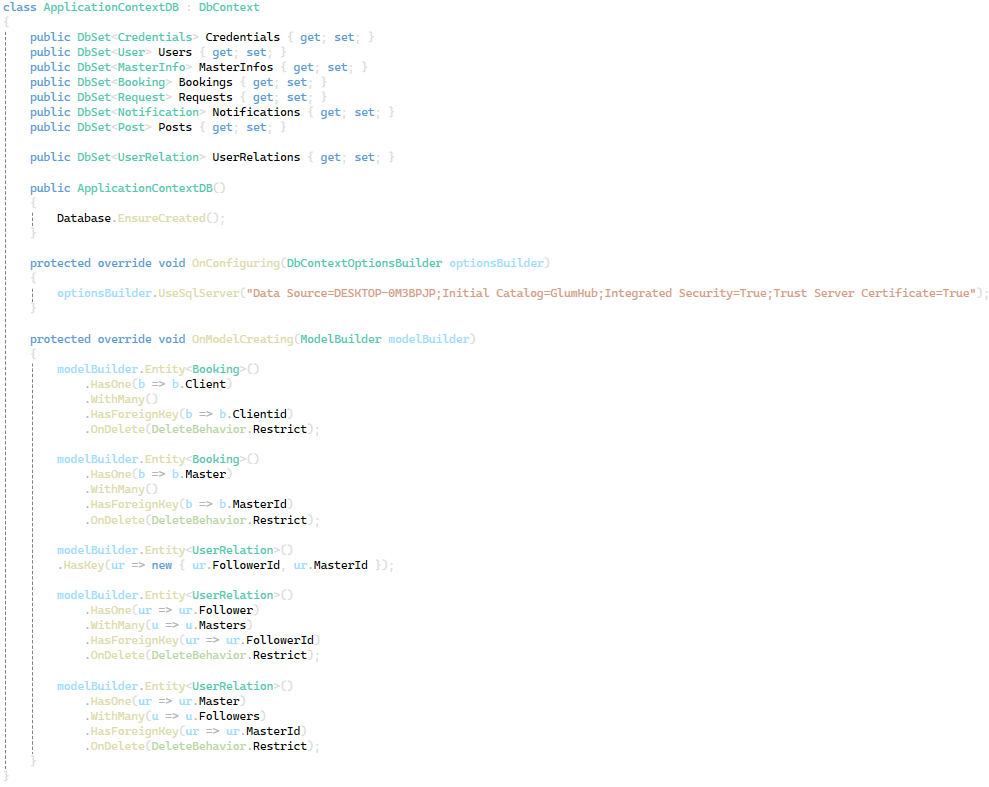 class ApplicationContextDB : DbContext
{
public DbSet<Credentials> Credentials { get; set; }
public DbSet<User> Users { get; set; }
public DbSet<MasterInfo> MasterInfos { get; set; }
public DbSet<Booking> Bookings { get; set; }
public DbSet<Request> Requests { get; set; }
public DbSet<Notification> Notifications { get; set; }
public DbSet<Post> Posts { get; set; }
public DbSet<UserRelation> UserRelations { get; set; }
public ApplicationContextDB()
{
Database.EnsureCreated();
}
protected override void OnConfiguring(DbContextOptionsBuilder optionsBuilder)
{
optionsBuilder.UseSqlServer("Data Source=DESKTOP-0M3BPJP;Initial Catalog=GlumHub;Integrated Security=True;Trust Server Certificate=True");
}
protected override void OnModelCreating(ModelBuilder modelBuilder)
{
modelBuilder.Entity<Booking>()
.HasOne(b => b.Client)
.WithMany()
.HasForeignKey(b => b.Clientid)
.OnDelete(DeleteBehavior.Restrict);
modelBuilder.Entity<Booking>()
.HasOne(b => b.Master)
.WithMany()
.HasForeignKey(b => b.MasterId)
.OnDelete(DeleteBehavior.Restrict);
modelBuilder.Entity<UserRelation>()
.HasKey(ur => new { ur.FollowerId, ur.MasterId });
modelBuilder.Entity<UserRelation>()
.HasOne(ur => ur.Follower)
.WithMany(u => u.Masters)
.HasForeignKey(ur => ur.FollowerId)
.OnDelete(DeleteBehavior.Restrict);
modelBuilder.Entity<UserRelation>()
.HasOne(ur => ur.Master)
.WithMany(u => u.Followers)
.HasForeignKey(ur => ur.MasterId)
.OnDelete(DeleteBehavior.Restrict);
}
}